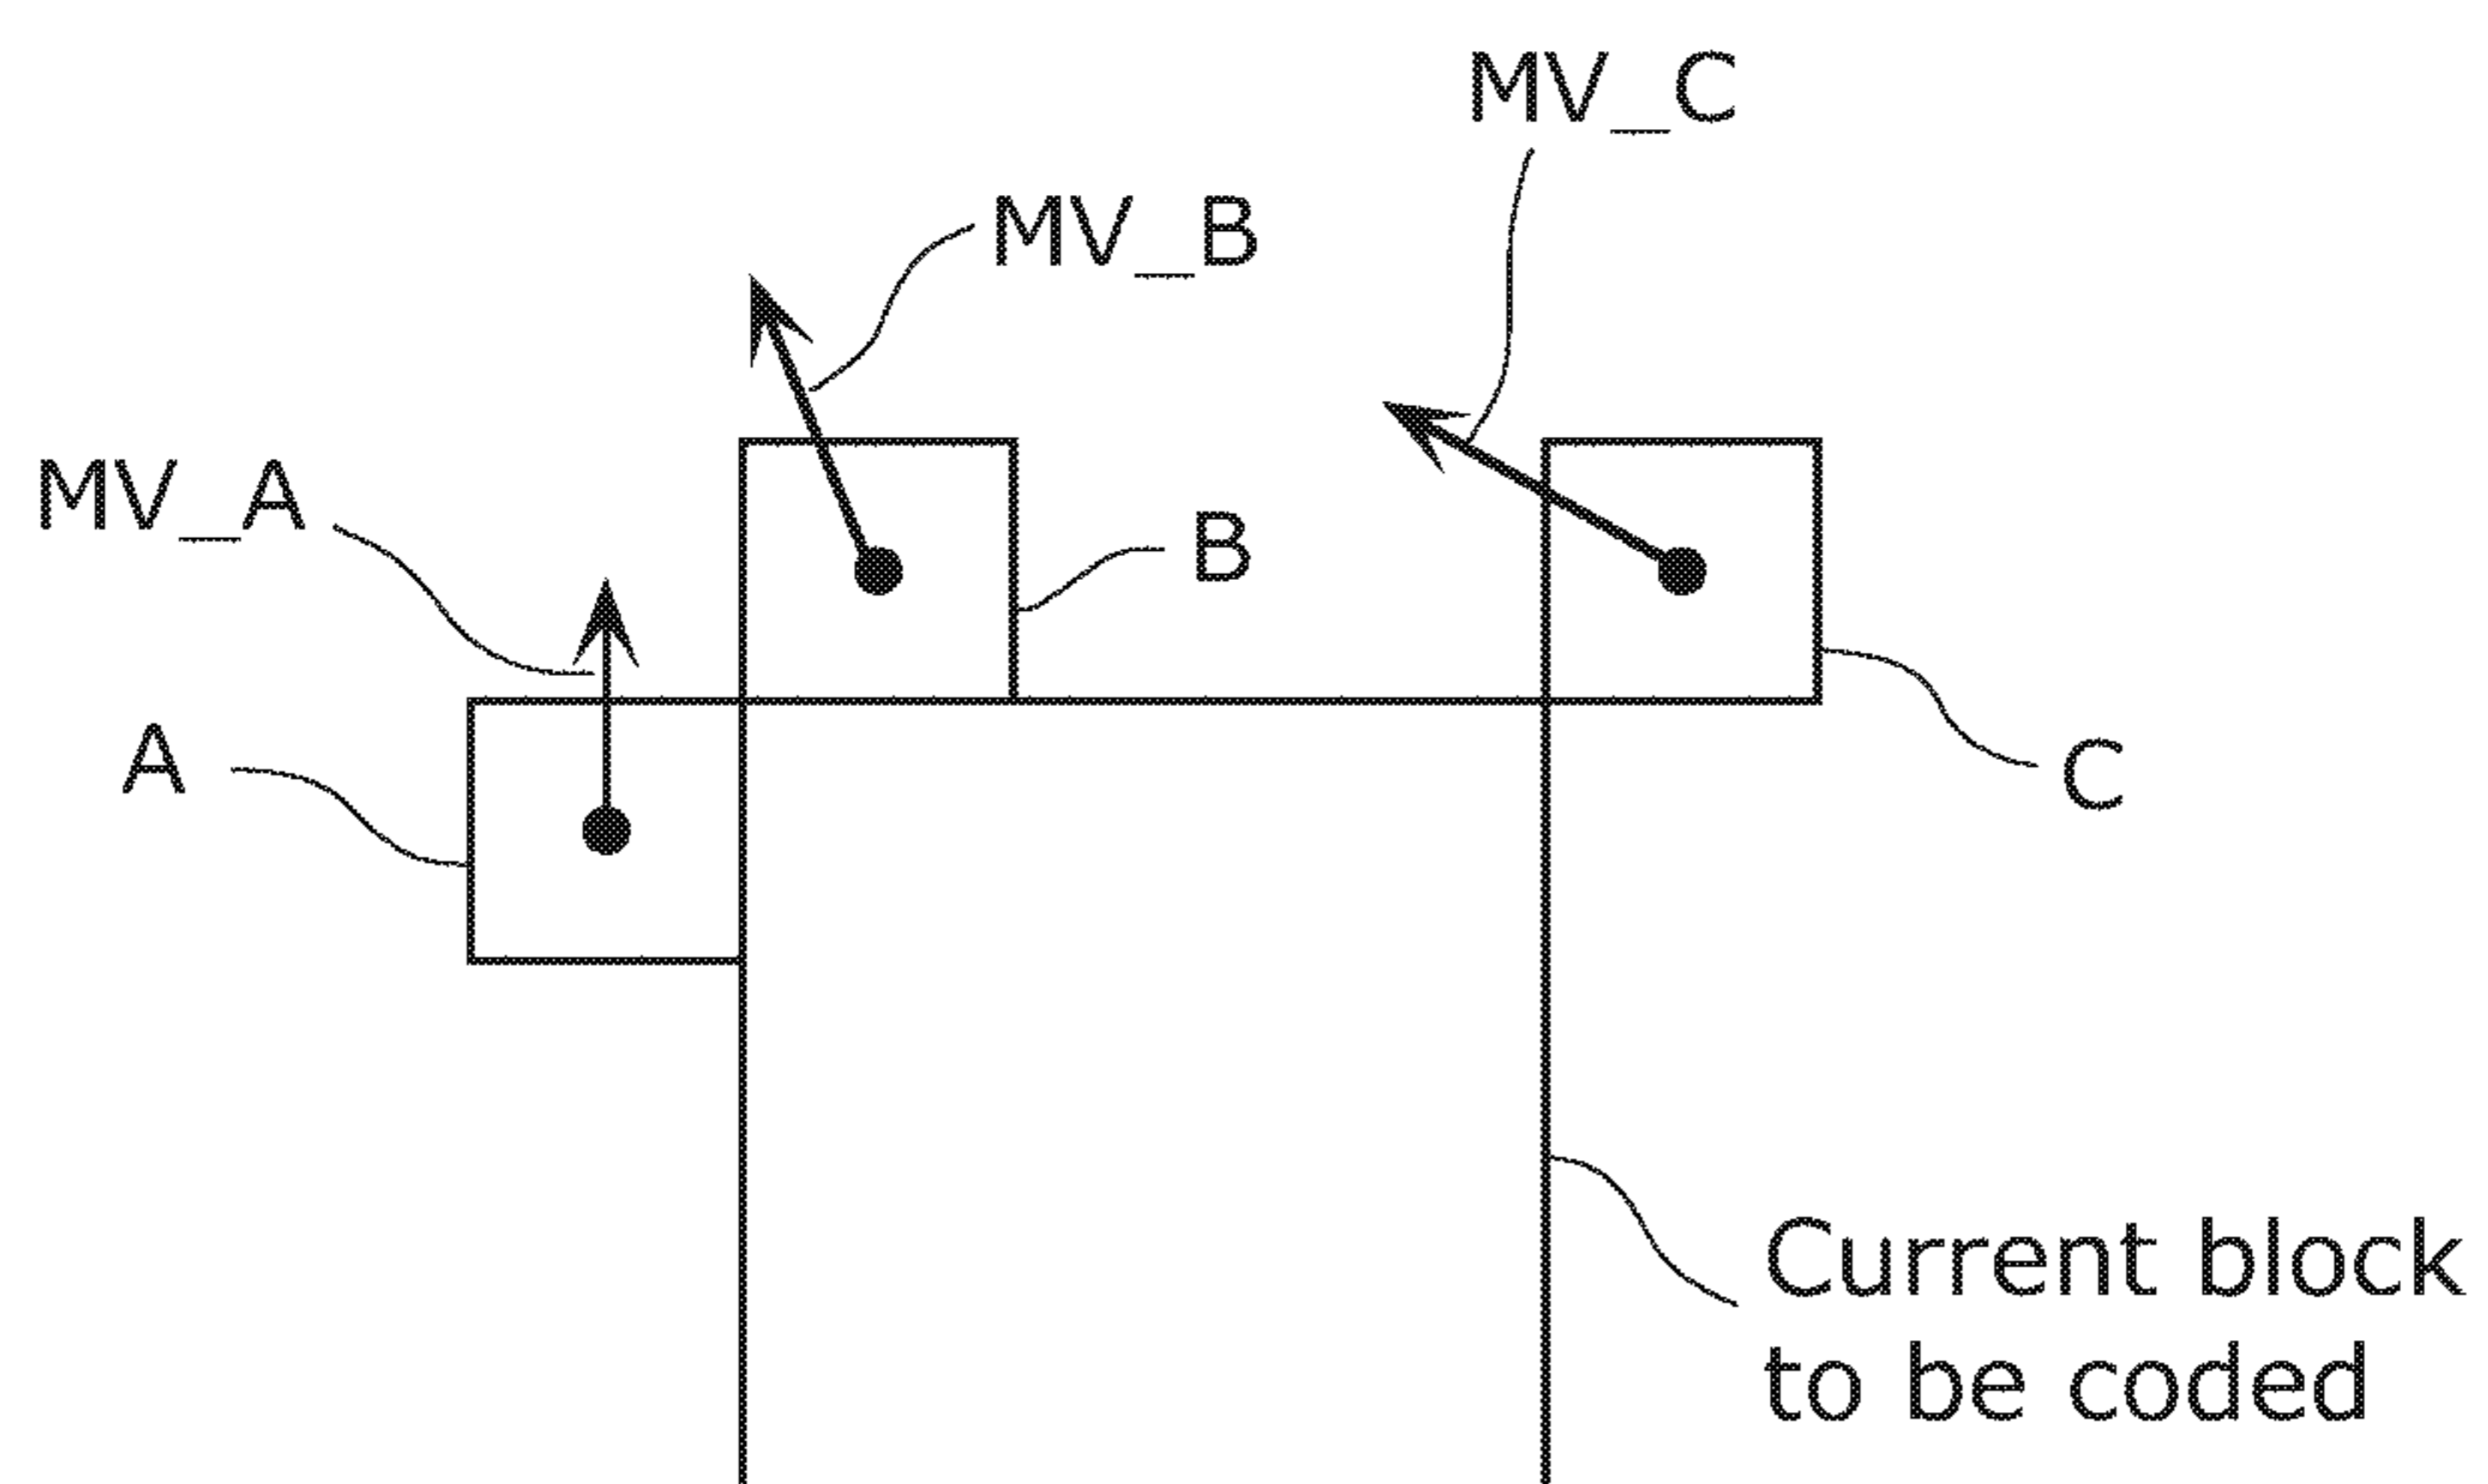 MV_C
MV_B
MV_A
B
A
C
Current block
to be coded